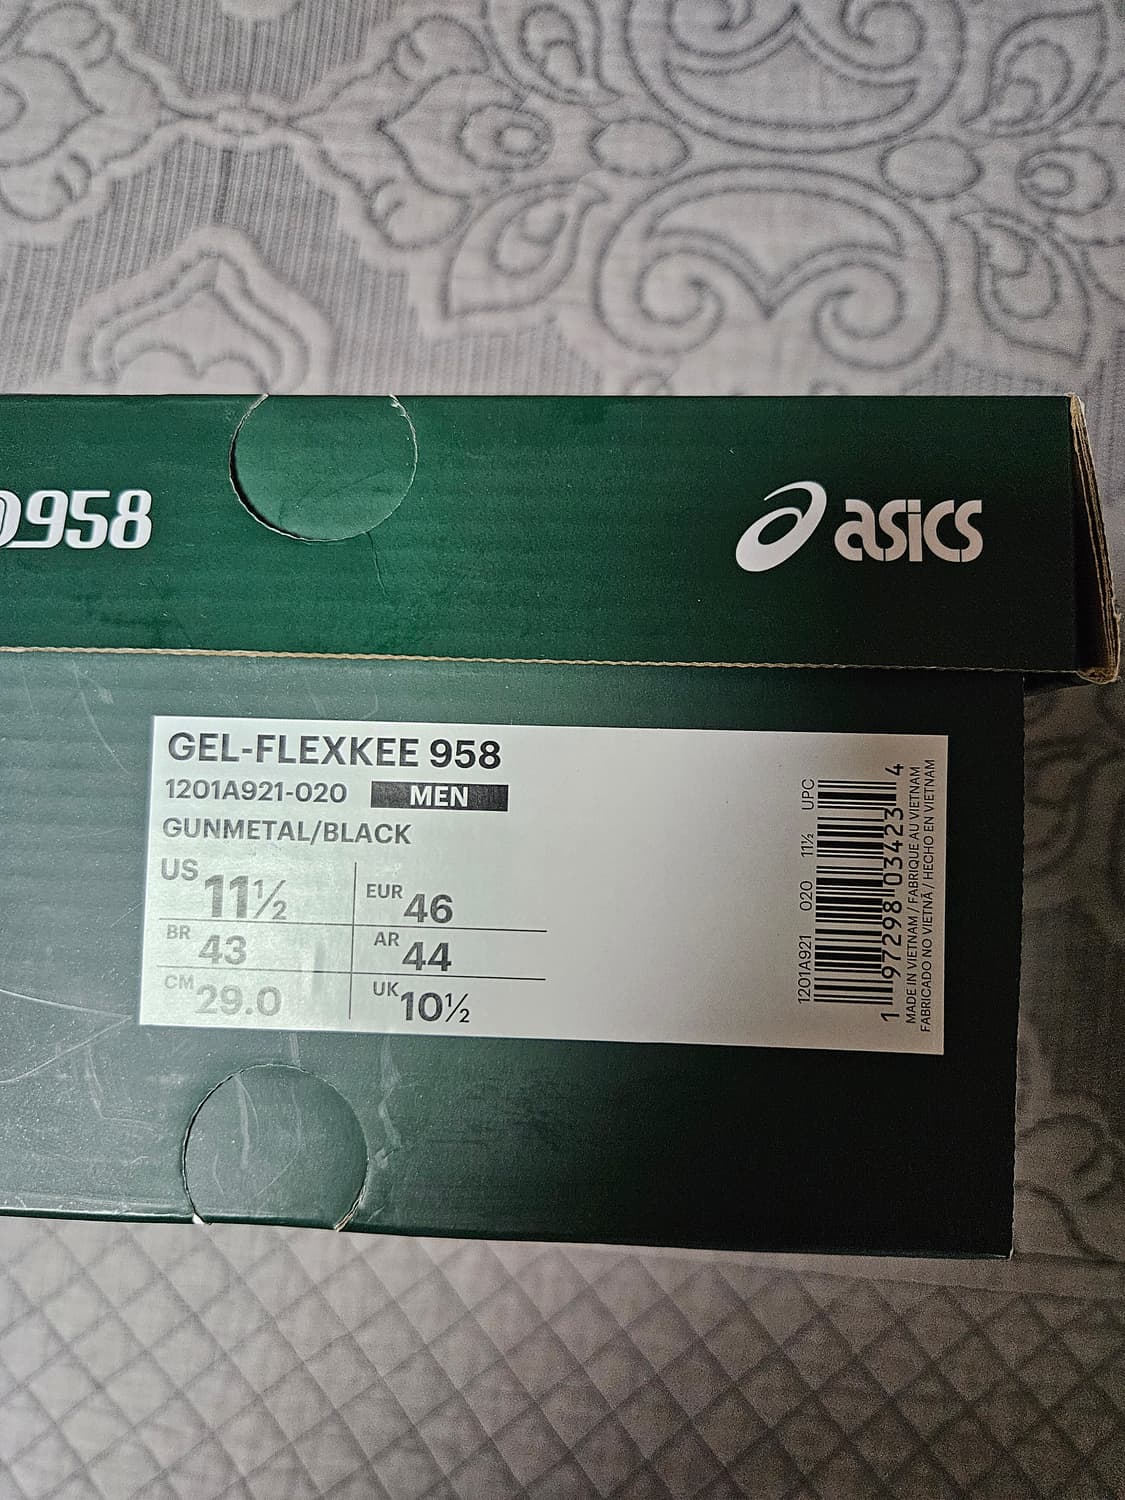 958
asics
GEL-FLEXKEE 958
1201A921-020 MEN
GUNMETAL/BLACK
US 11½ EUR 46
BR 43 AR 44
CM 29.0 UK 10½
1201A921 020 11½ UPC
1 97298 03423 4
MADE IN VIETNAM / FABRIQUE AU VIETNAM
FABRICADO NO VIETNÃ / HECHO EN VIETNAM